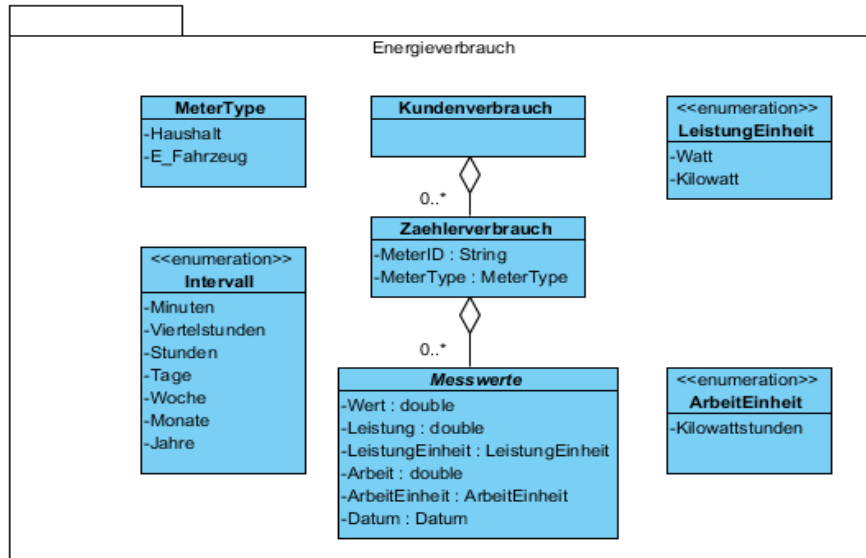 Energieverbrauch
MeterType
-Haushalt
-E_Fahrzeug
Kundenverbrauch
<<enumeration>>
LeistungEinheit
-Watt
-Kilowatt
0..*
Zaehlerverbrauch
-MeterID : String
-MeterType : MeterType
<<enumeration>>
Intervall
-Minuten
-Viertelstunden
-Stunden
-Tage
-Woche
-Monate
-Jahre
0..*
Messwerte
-Wert : double
-Leistung : double
-LeistungEinheit : LeistungEinheit
-Arbeit : double
-ArbeitEinheit : ArbeitEinheit
-Datum : Datum
<<enumeration>>
ArbeitEinheit
-Kilowattstunden